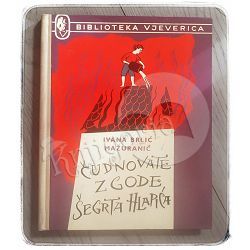 BIBLIOTEKA VJEVERICA
IVANA BRLIĆ
MAŽURANIĆ
ČUDNOVATE
ZGODE
ŠEGRTA HLAPIĆA